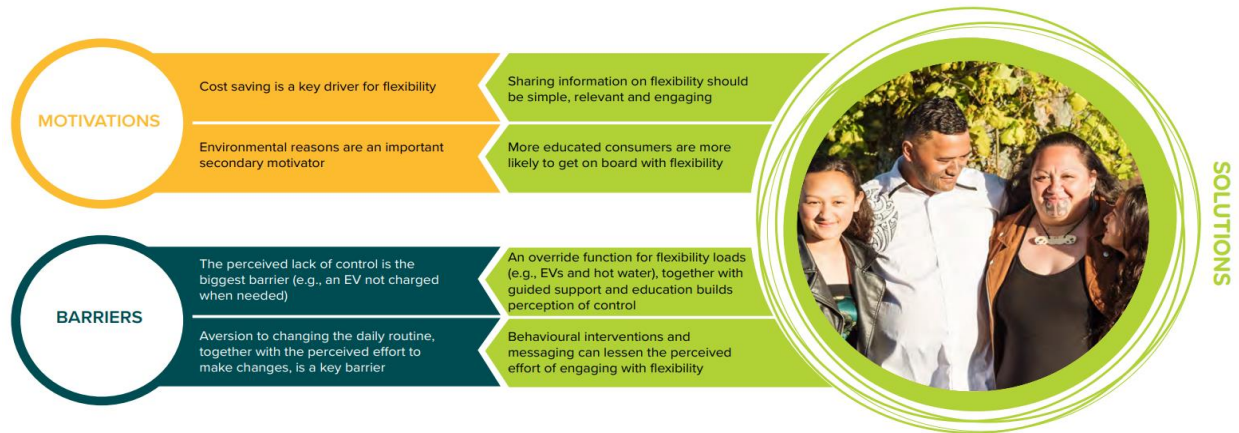 MOTIVATIONS
Cost saving is a key driver for flexibility
Environmental reasons are an important
secondary motivator
Sharing information on flexibility should
be simple, relevant and engaging
More educated consumers are more
likely to get on board with flexibility
BARRIERS
The perceived lack of control is the
biggest barrier (e.g., an EV not charged
when needed)
Aversion to changing the daily routine,
together with the perceived effort to
make changes, is a key barrier
An override function for flexibility loads
(e.g., EVs and hot water), together with
guided support and education builds
perception of control
Behavioural interventions and
messaging can lessen the perceived
effort of engaging with flexibility
SOLUTIONS